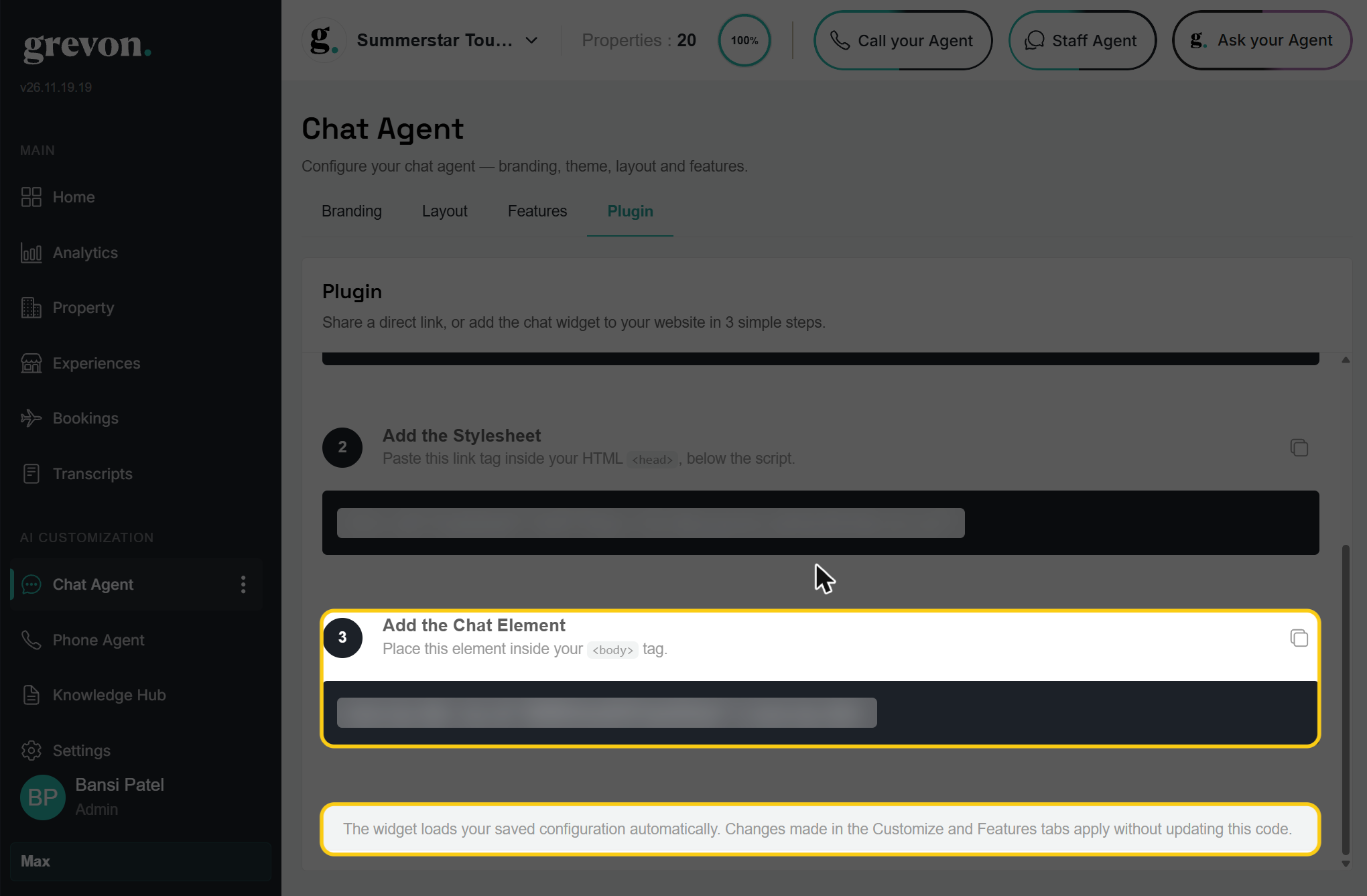 grevon.
v26.11.19.19
MAIN
Home
Analytics
Property
Experiences
Bookings
Transcripts
AI CUSTOMIZATION
Chat Agent
Phone Agent
Knowledge Hub
Settings
BP
Bansi Patel
Admin
Max
g. Summerstar Tou...
Properties : 20
100%
Call your Agent
Staff Agent
g. Ask your Agent
Chat Agent
Configure your chat agent — branding, theme, layout and features.
Branding Layout Features Plugin
Plugin
Share a direct link, or add the chat widget to your website in 3 simple steps.
2
Add the Stylesheet
Paste this link tag inside your HTML <head>, below the script.
3
Add the Chat Element
Place this element inside your <body> tag.
The widget loads your saved configuration automatically. Changes made in the Customize and Features tabs apply without updating this code.